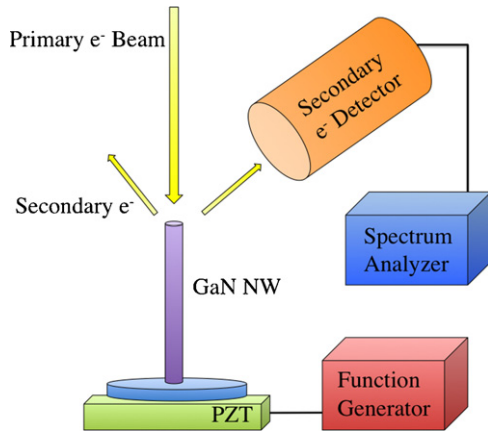 Primary e⁻ Beam
Secondary
e⁻ Detector
Secondary e⁻
Spectrum
Analyzer
GaN NW
Function
Generator
PZT